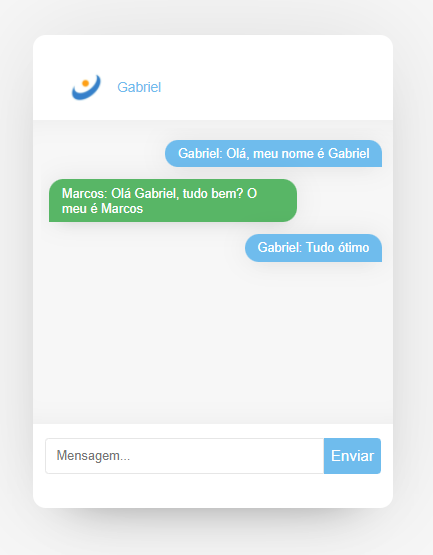 Gabriel
Gabriel: Olá, meu nome é Gabriel
Marcos: Olá Gabriel, tudo bem? O
meu é Marcos
Gabriel: Tudo ótimo
Mensagem...
Enviar